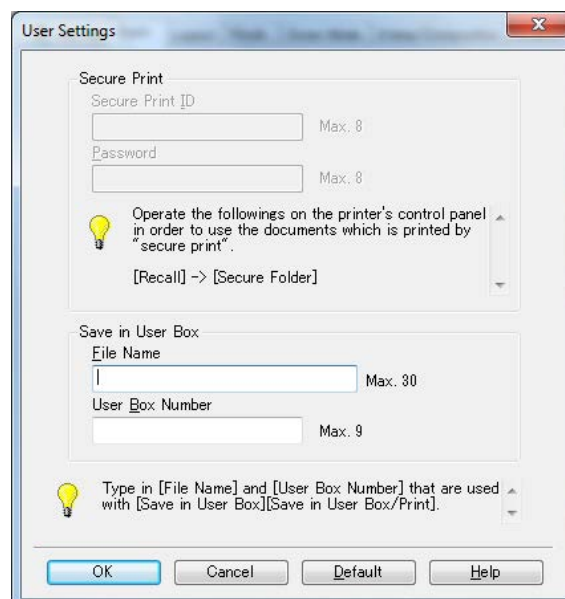 User Settings
Secure Print
Secure Print ID
Max. 8
Password
Max. 8
Operate the followings on the printer's control panel
in order to use the documents which is printed by
"secure print".
[Recall] -> [Secure Folder]
Save in User Box
File Name
Max. 30
User Box Number
Max. 9
Type in [File Name] and [User Box Number] that are used
with [Save in User Box][Save in User Box/Print].
OK
Cancel
Default
Help